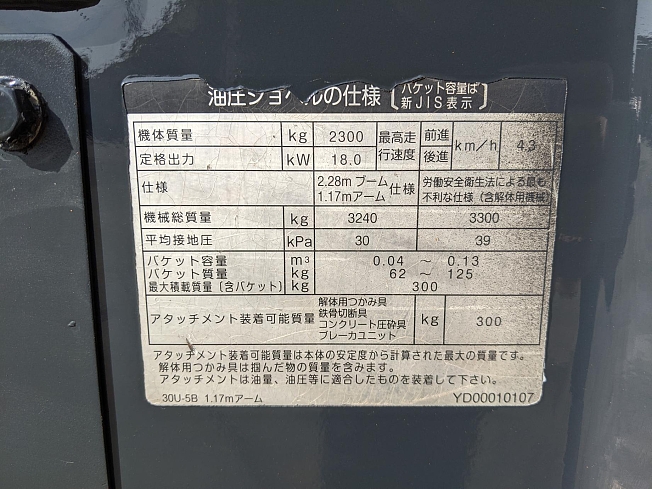 油圧ショベルの仕様 [バケット容量は 新JIS表示]
機体質量 kg 2300 最高走行速度 前進 後進 km/h 4.3
定格出力 kW 18.0
仕様 2.28mブーム 1.17mアーム 仕様 労働安全衛生法による最も不利な仕様(含解体用機械)
機械総質量 kg 3240 3300
平均接地圧 kPa 30 39
バケット容量 m³ 0.04 ~ 0.13
バケット質量 kg 62 ~ 125
最大積載質量(含バケット) kg 300
アタッチメント装着可能質量 解体用つかみ具 鉄骨切断具 コンクリート圧砕具 ブレーカユニット kg 300
アタッチメント装着可能質量は本体の安定度から計算された最大の質量です。
解体用つかみ具は掴んだ物の質量を含みます。
アタッチメントは油量、油圧等に適合したものを装着して下さい。
30U-5B 1.17mアーム YD00010107